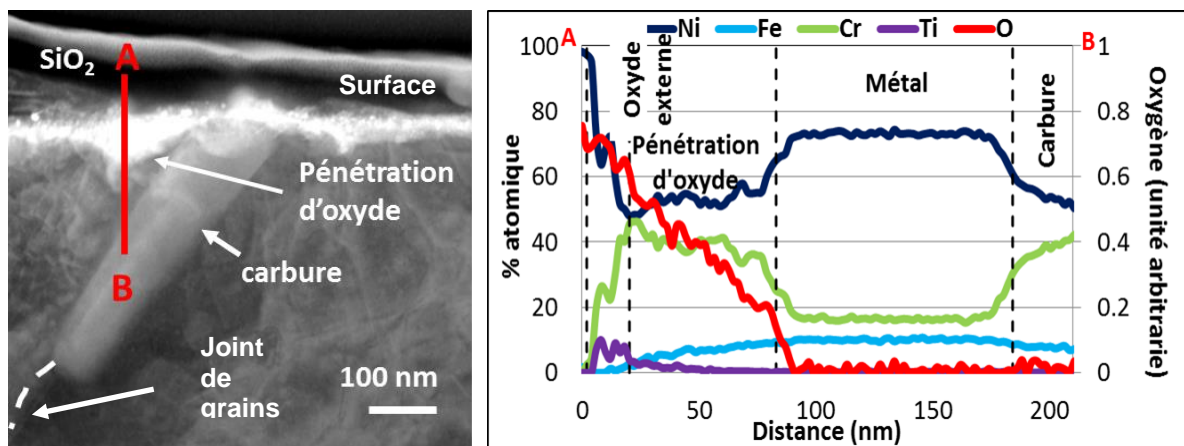 SiO2
A
Surface
Pénétration
d'oxyde
carbure
B
Joint
de
grains
100 nm
A
Ni
Fe
Cr
Ti
O
B
100
80
60
40
20
0
% atomique
Oxyde
externe
Pénétration
d'oxyde
Métal
Carbure
1
0.8
0.6
0.4
0.2
0
Oxygène (unité arbitrarie)
0
50
100
150
200
Distance (nm)